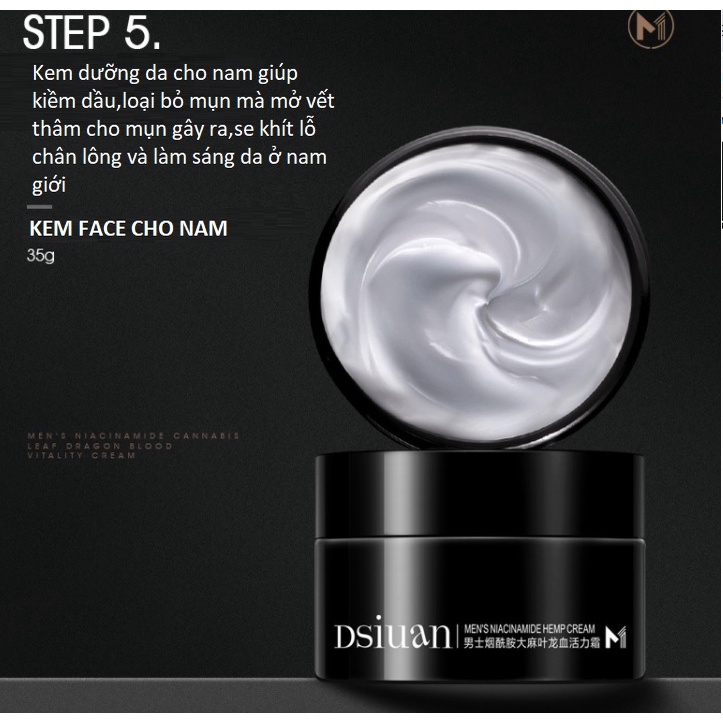 STEP 5.
Kem dưỡng da cho nam giúp
kiềm dầu,loại bỏ mụn mà mở vết
thâm cho mụn gây ra,se khít lỗ
chân lông và làm sáng da ở nam
giới
KEM FACE CHO NAM
35g
MEN'S NIACINAMIDE CANNABIS
LEAF DRAGON BLOOD
VITALITY CREAM
DSIUAN
MEN'S NIACINAMIDE HEMP CREAM
男士烟酰胺大麻叶龙血活力霜